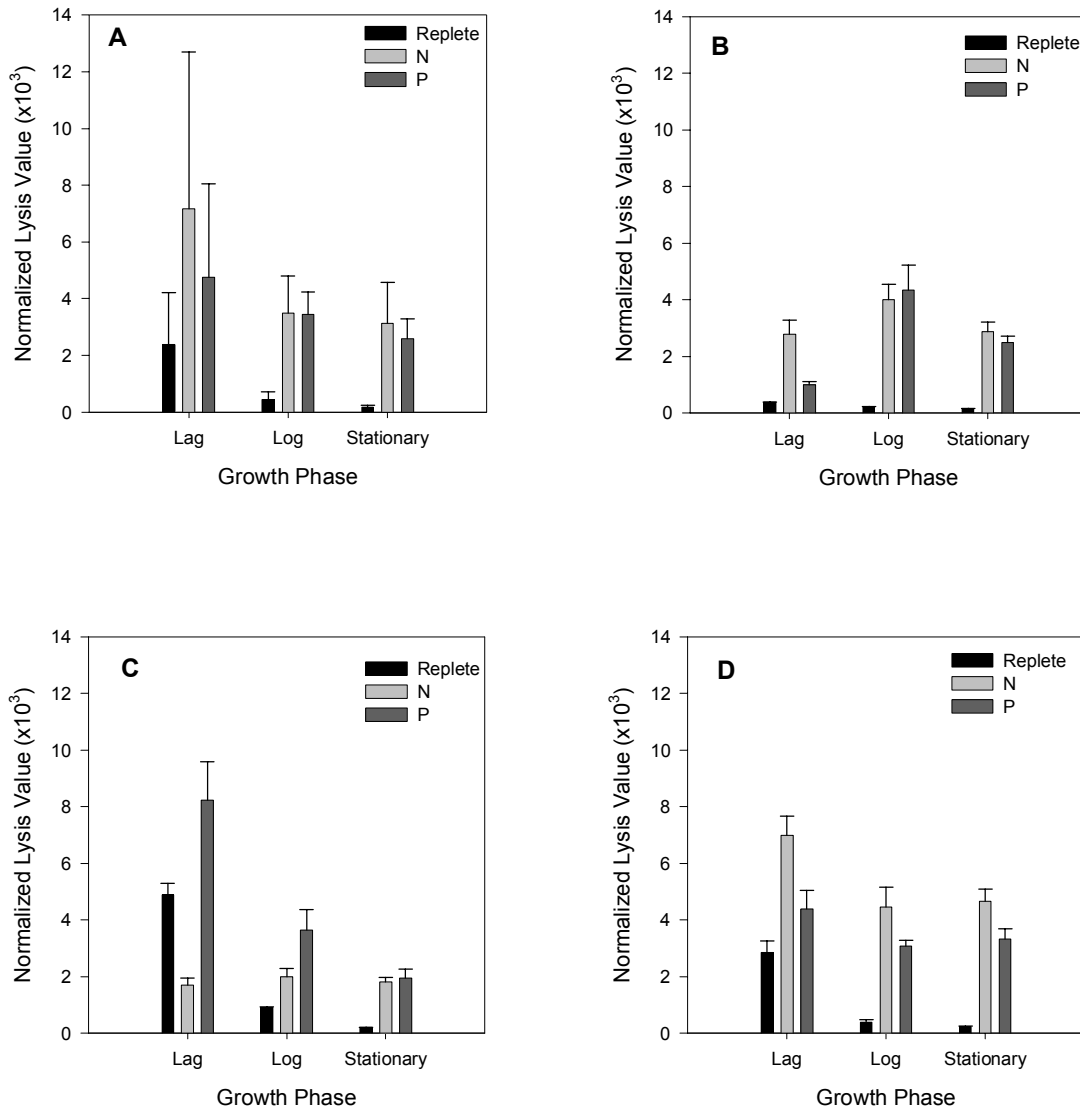 A
Replete
N
P
Normalized Lysis Value (x10³)
14
12
10
8
6
4
2
0
Lag Log Stationary
Growth Phase
B
Replete
N
P
Normalized Lysis Value (x10³)
14
12
10
8
6
4
2
0
Lag Log Stationary
Growth Phase
C
Replete
N
P
Normalized Lysis Value (x10³)
14
12
10
8
6
4
2
0
Lag Log Stationary
Growth Phase
D
Replete
N
P
Normalized Lysis Value (x10³)
14
12
10
8
6
4
2
0
Lag Log Stationary
Growth Phase